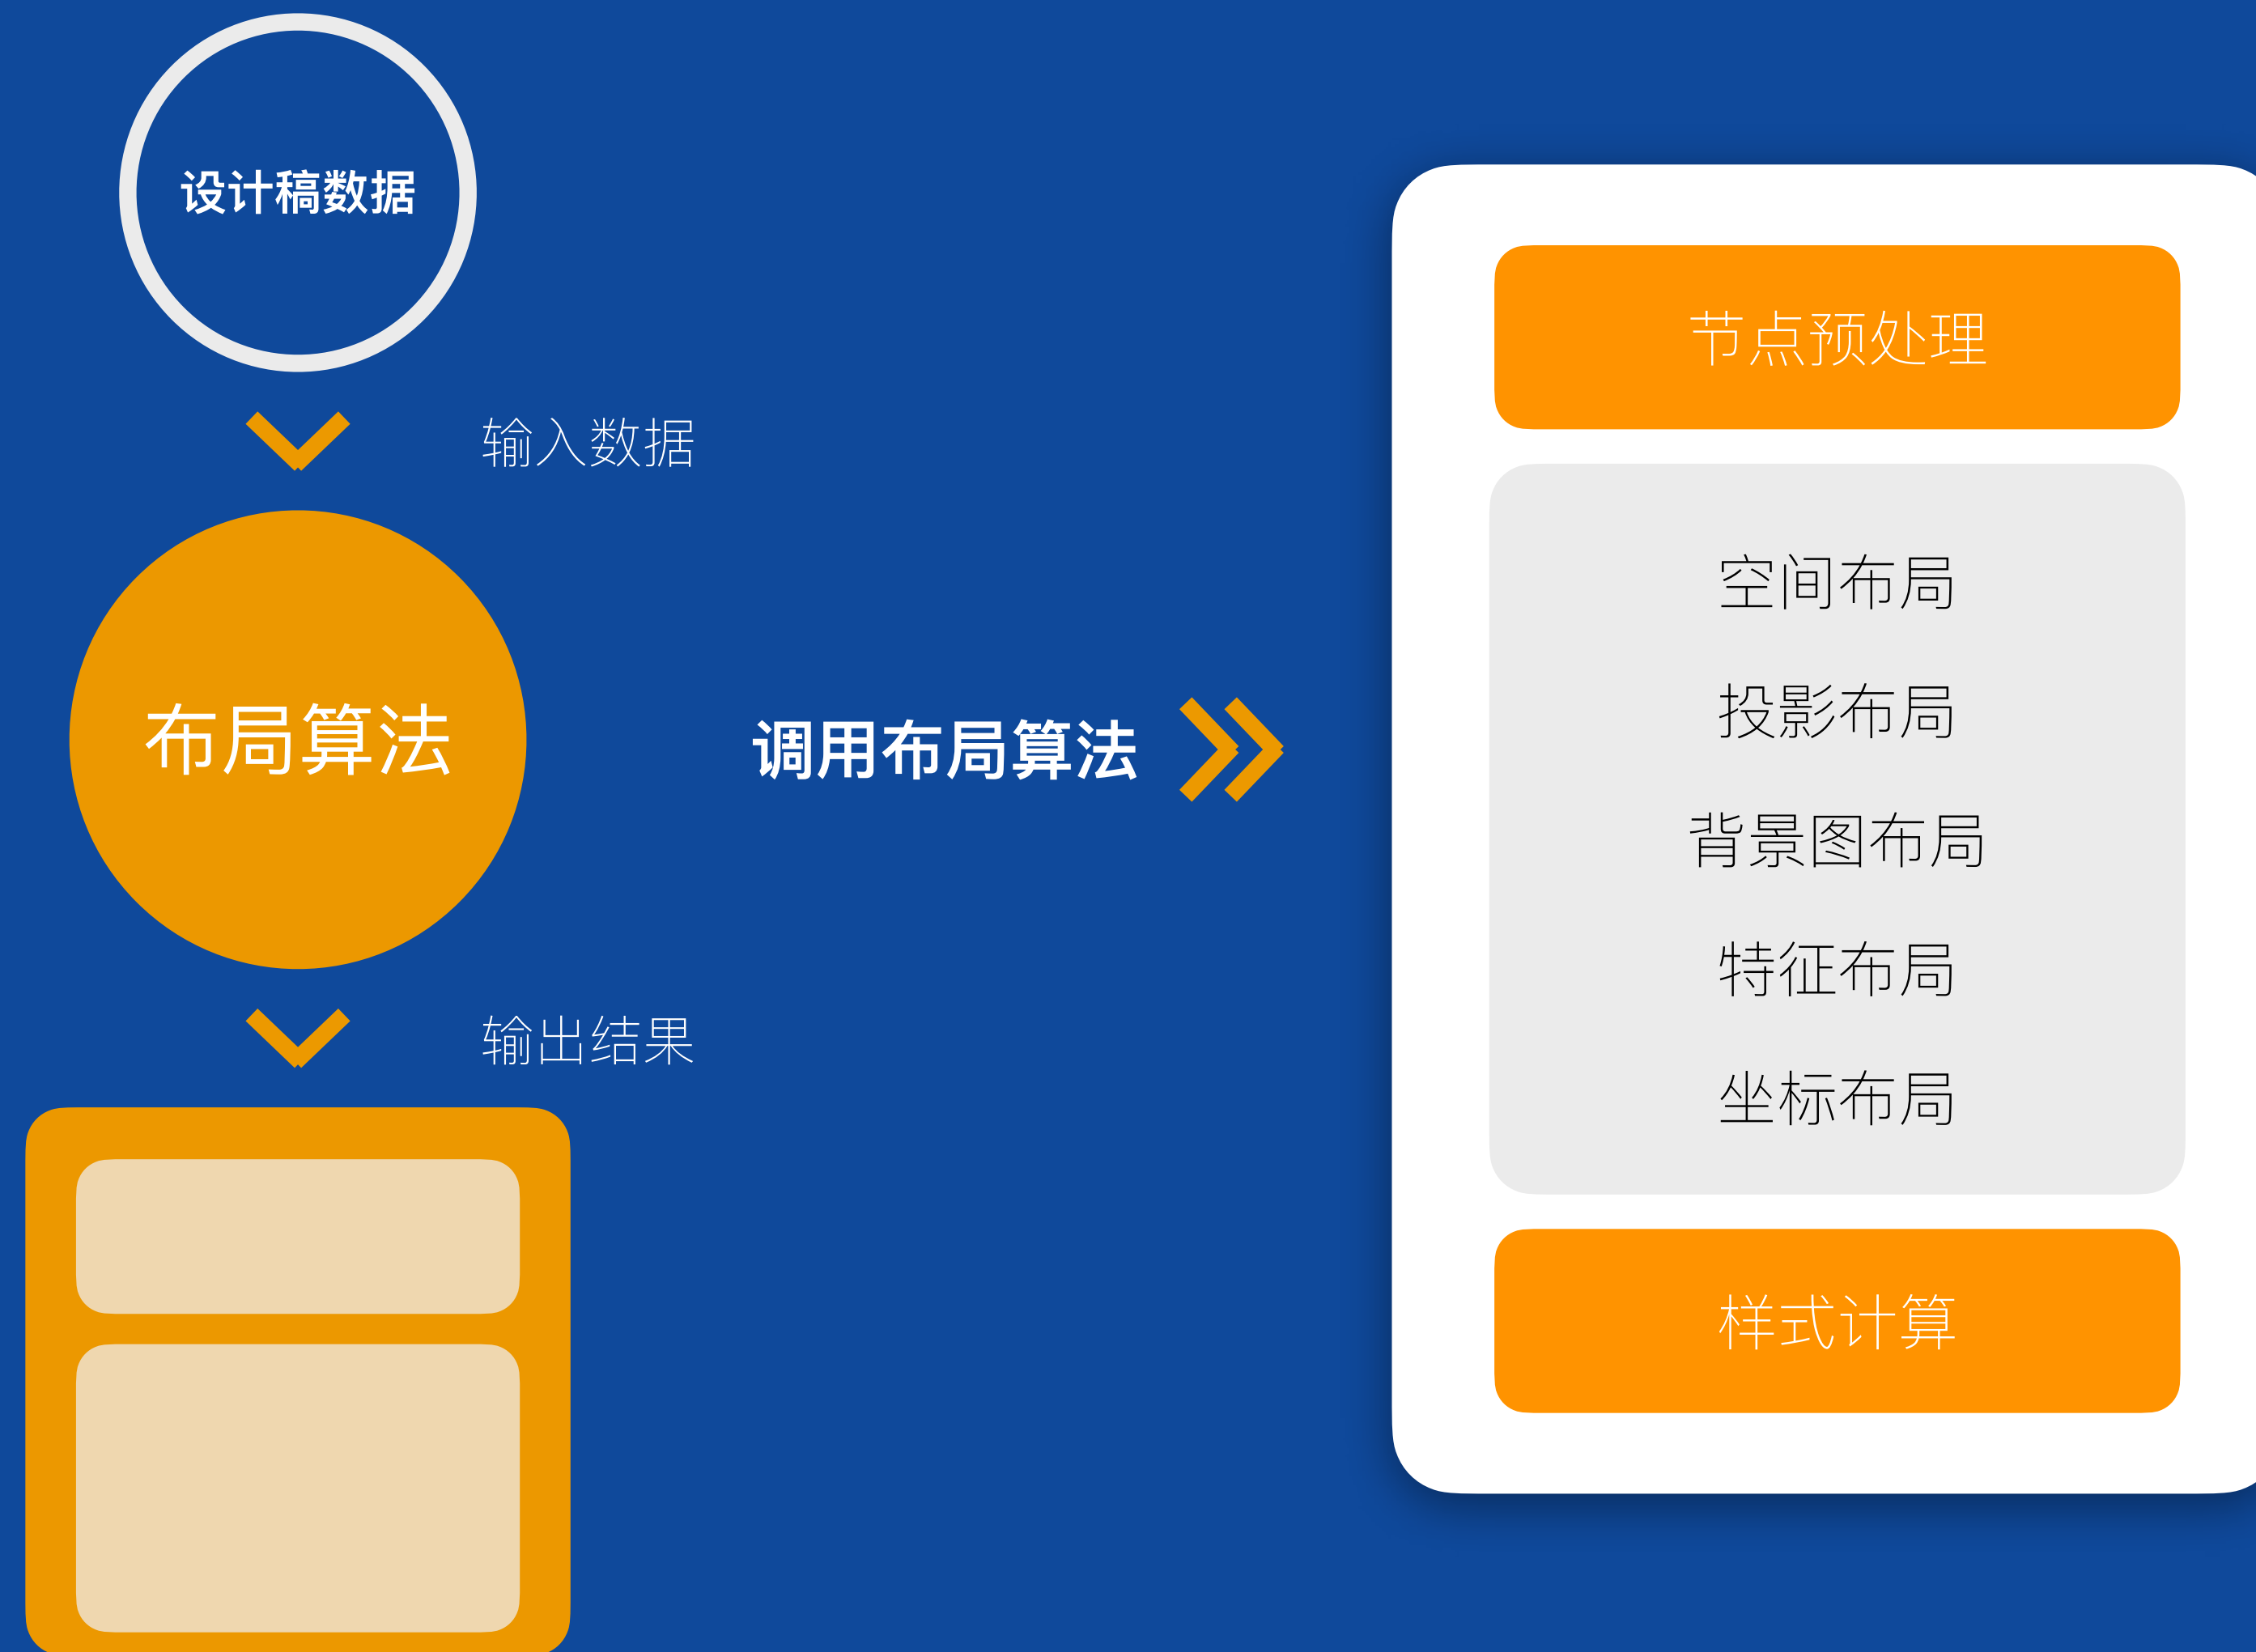 设计稿数据
输入数据
布局算法
输出结果
调用布局算法
节点预处理
空间布局
投影布局
背景图布局
特征布局
坐标布局
样式计算